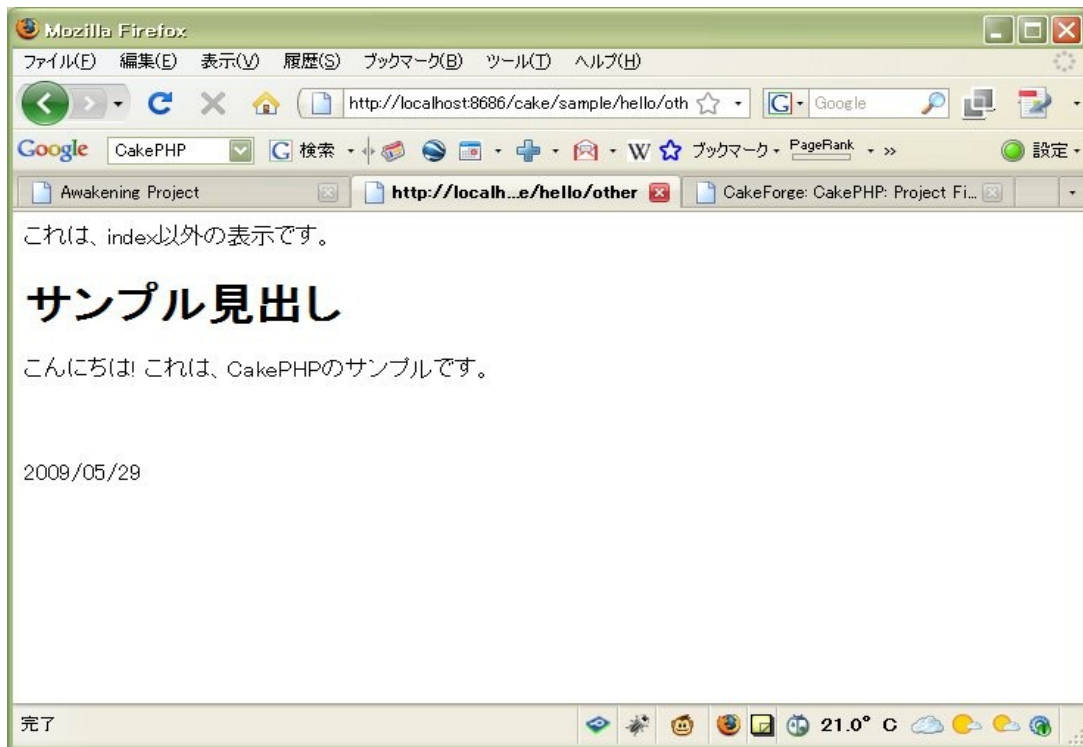 Mozilla Firefox
ファイル(F) 編集(E) 表示(V) 履歴(S) ブックマーク(B) ツール(T) ヘルプ(H)
http://localhost:8686/cake/sample/hello/oth G Google
Google CakePHP G 検索 W ブックマーク PageRank » 設定
Awakening Project http://localh...e/hello/other CakeForge: CakePHP: Project Fi...
これは、index以外の表示です。
サンプル見出し
こんにちは! これは、CakePHPのサンプルです。
2009/05/29
完了 21.0° C